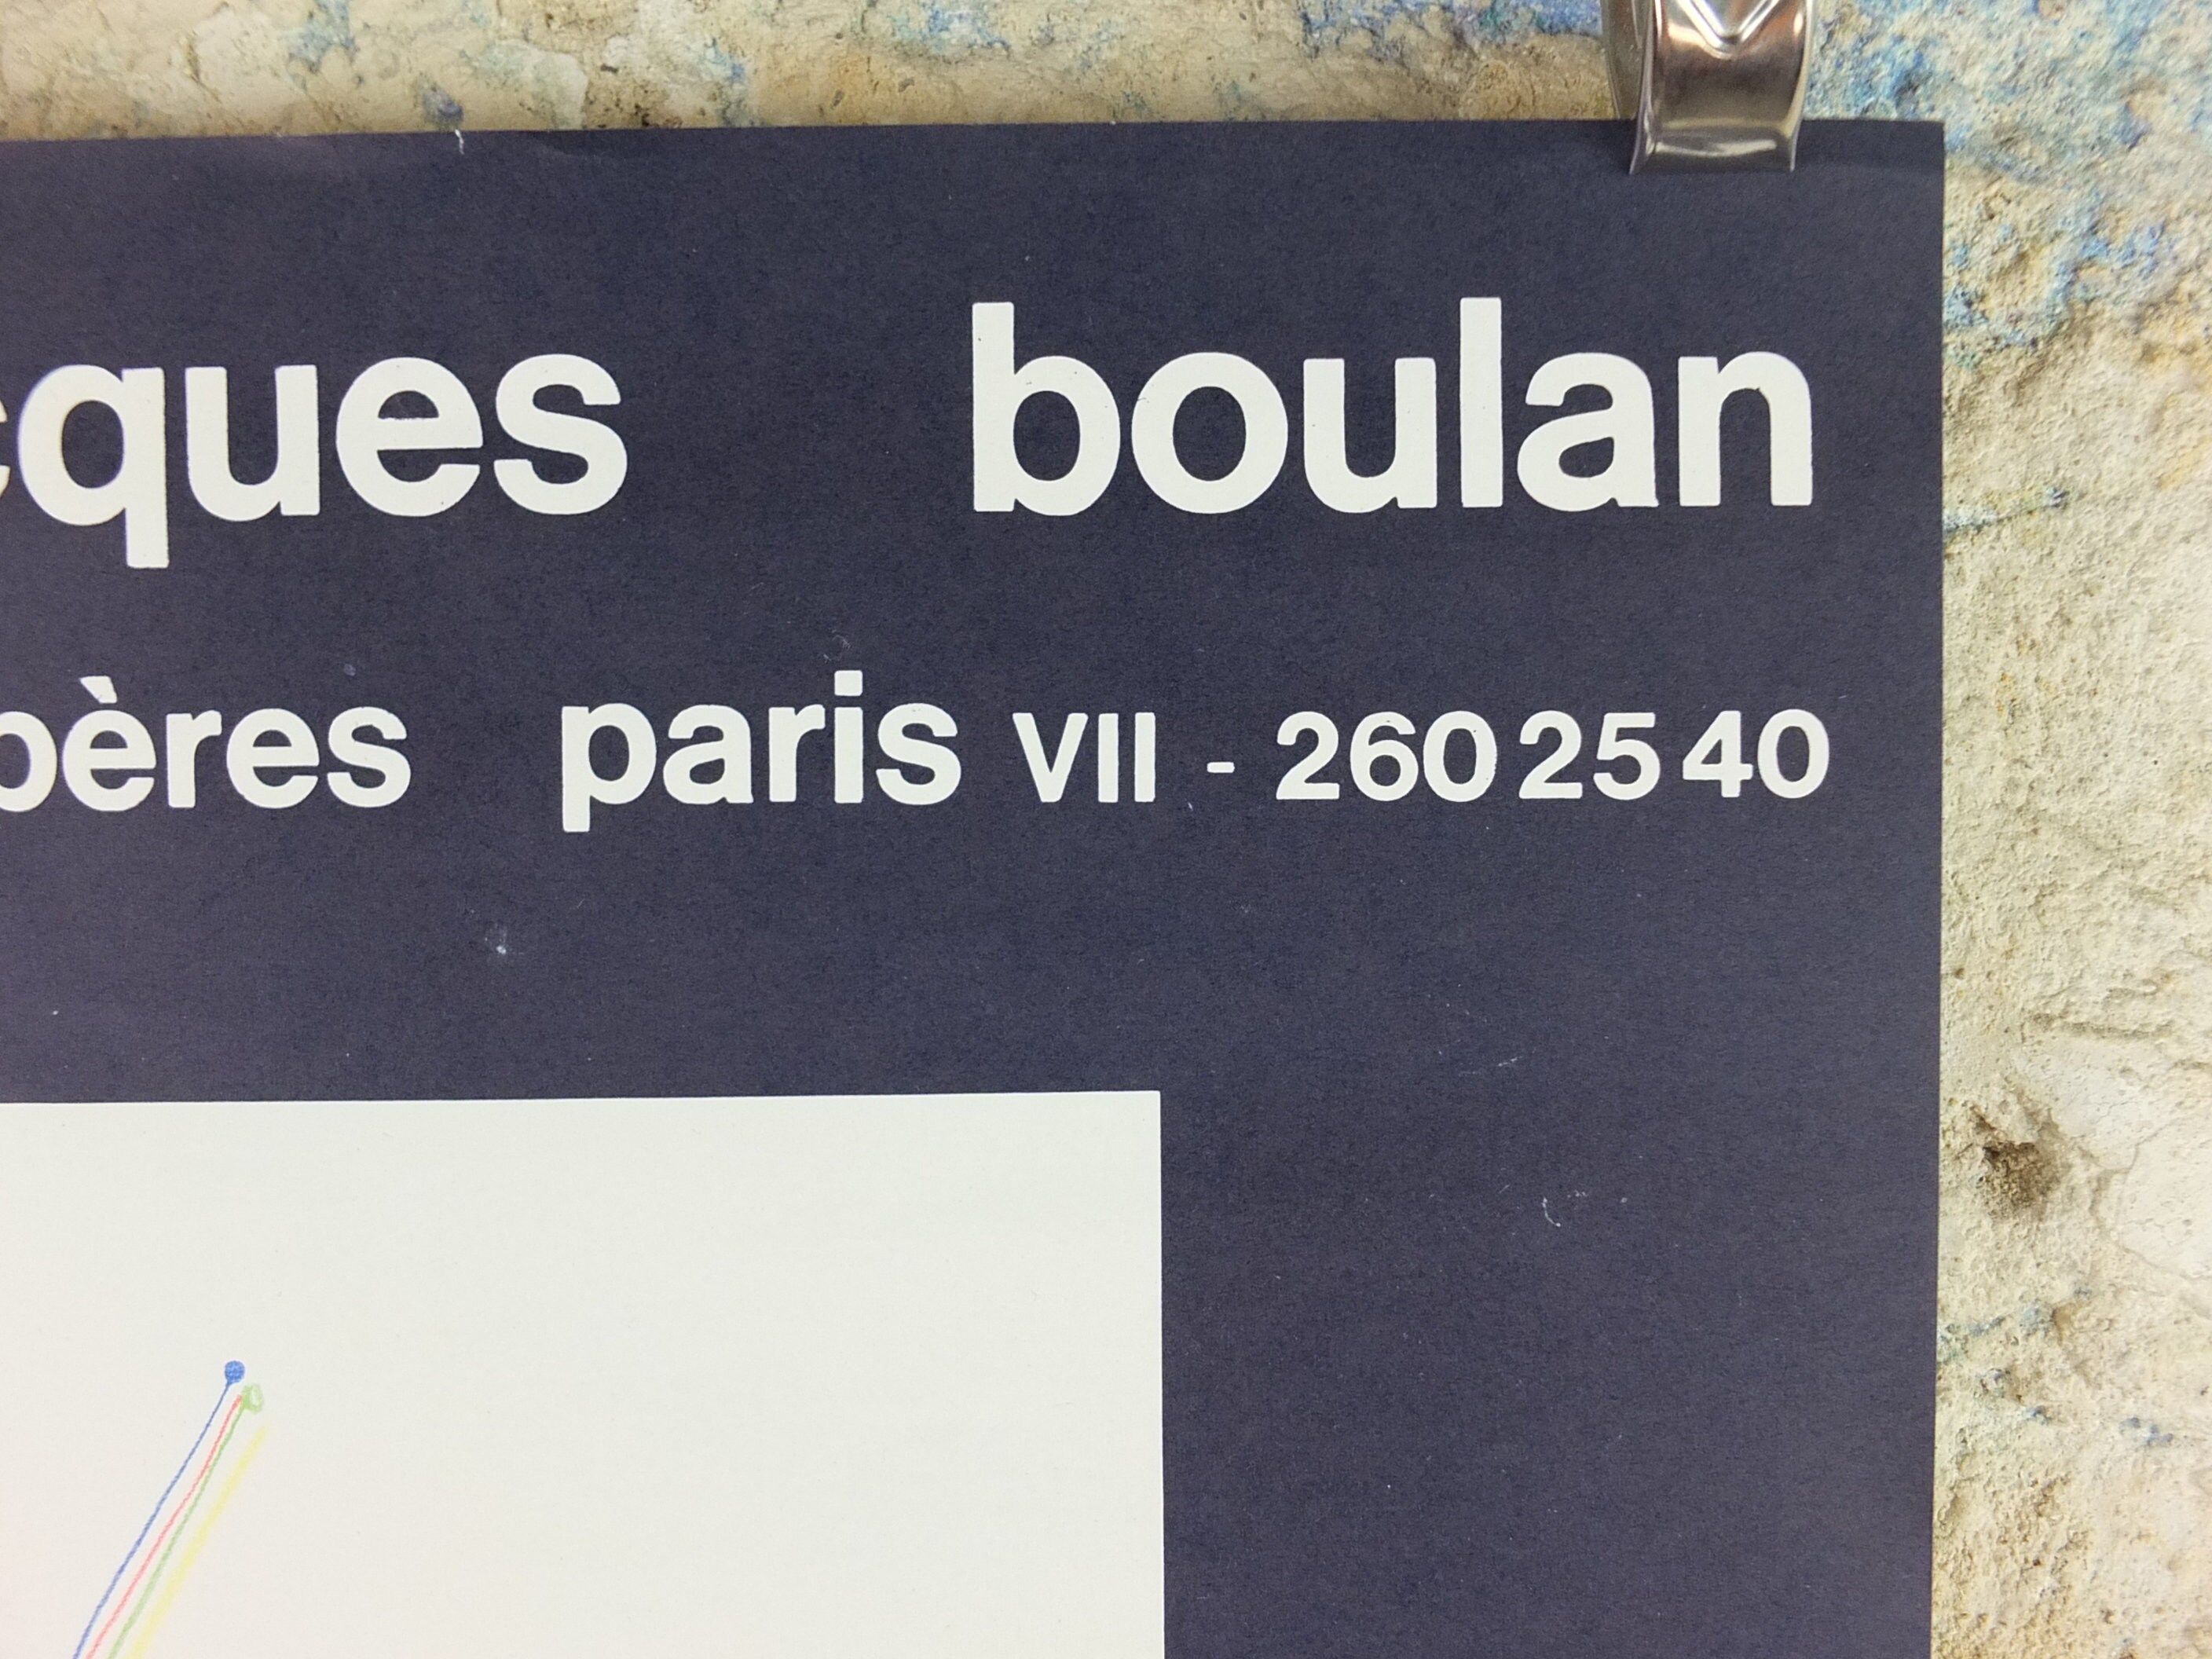 cques boulan
pères paris VII - 260 25 40